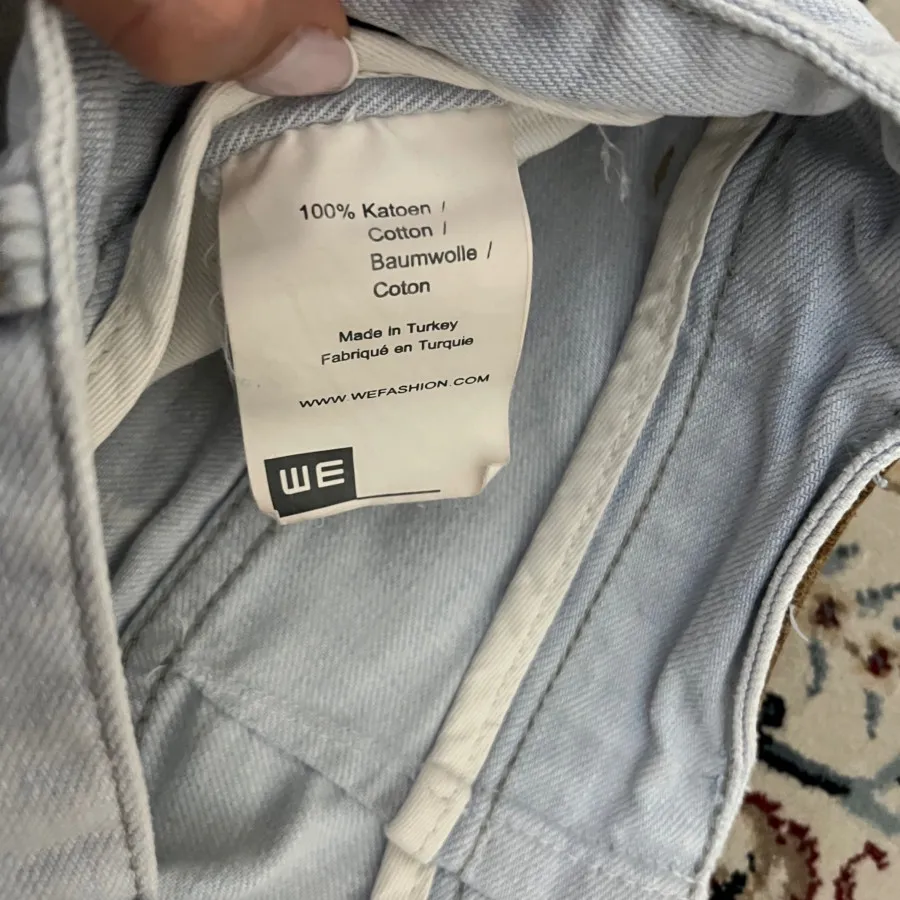 100% Katoen /
Cotton /
Baumwolle /
Coton
Made in Turkey
Fabriqué en Turquie
WWW.WEFASHION.COM
WE